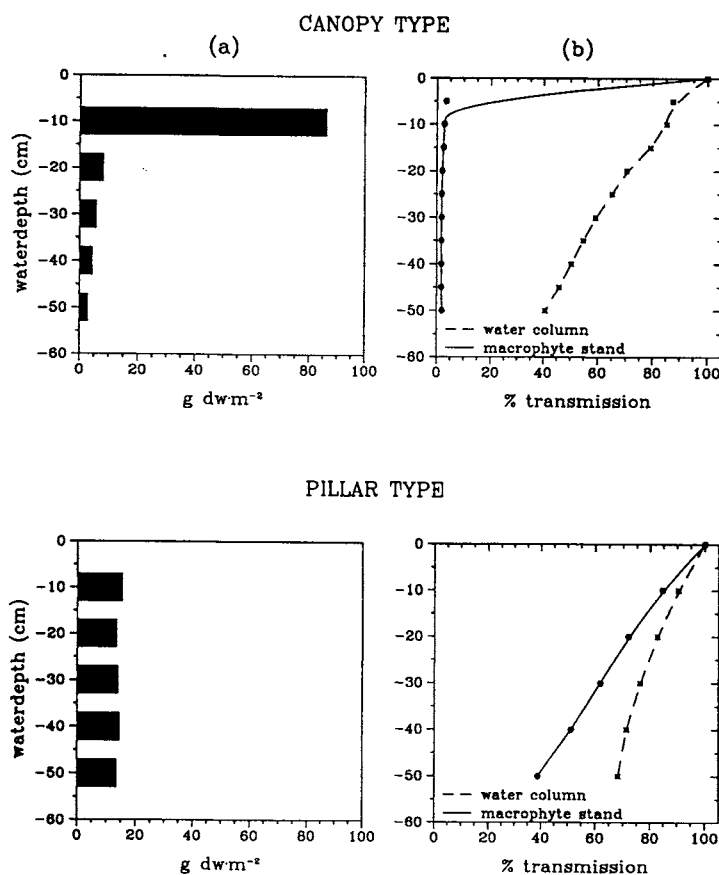 CANOPY TYPE
(a) (b)
0 0
-10 -10
-20 -20
-30 -30
-40 -40
-50 -50
-60 -60
waterdepth (cm)
water column
macrophyte stand
0 20 40 60 80 100 0 20 40 60 80 100
g dw·m⁻² % transmission
PILLAR TYPE
0 0
-10 -10
-20 -20
-30 -30
-40 -40
-50 -50
-60 -60
waterdepth (cm)
water column
macrophyte stand
0 20 40 60 80 100 0 20 40 60 80 100
g dw·m⁻² % transmission